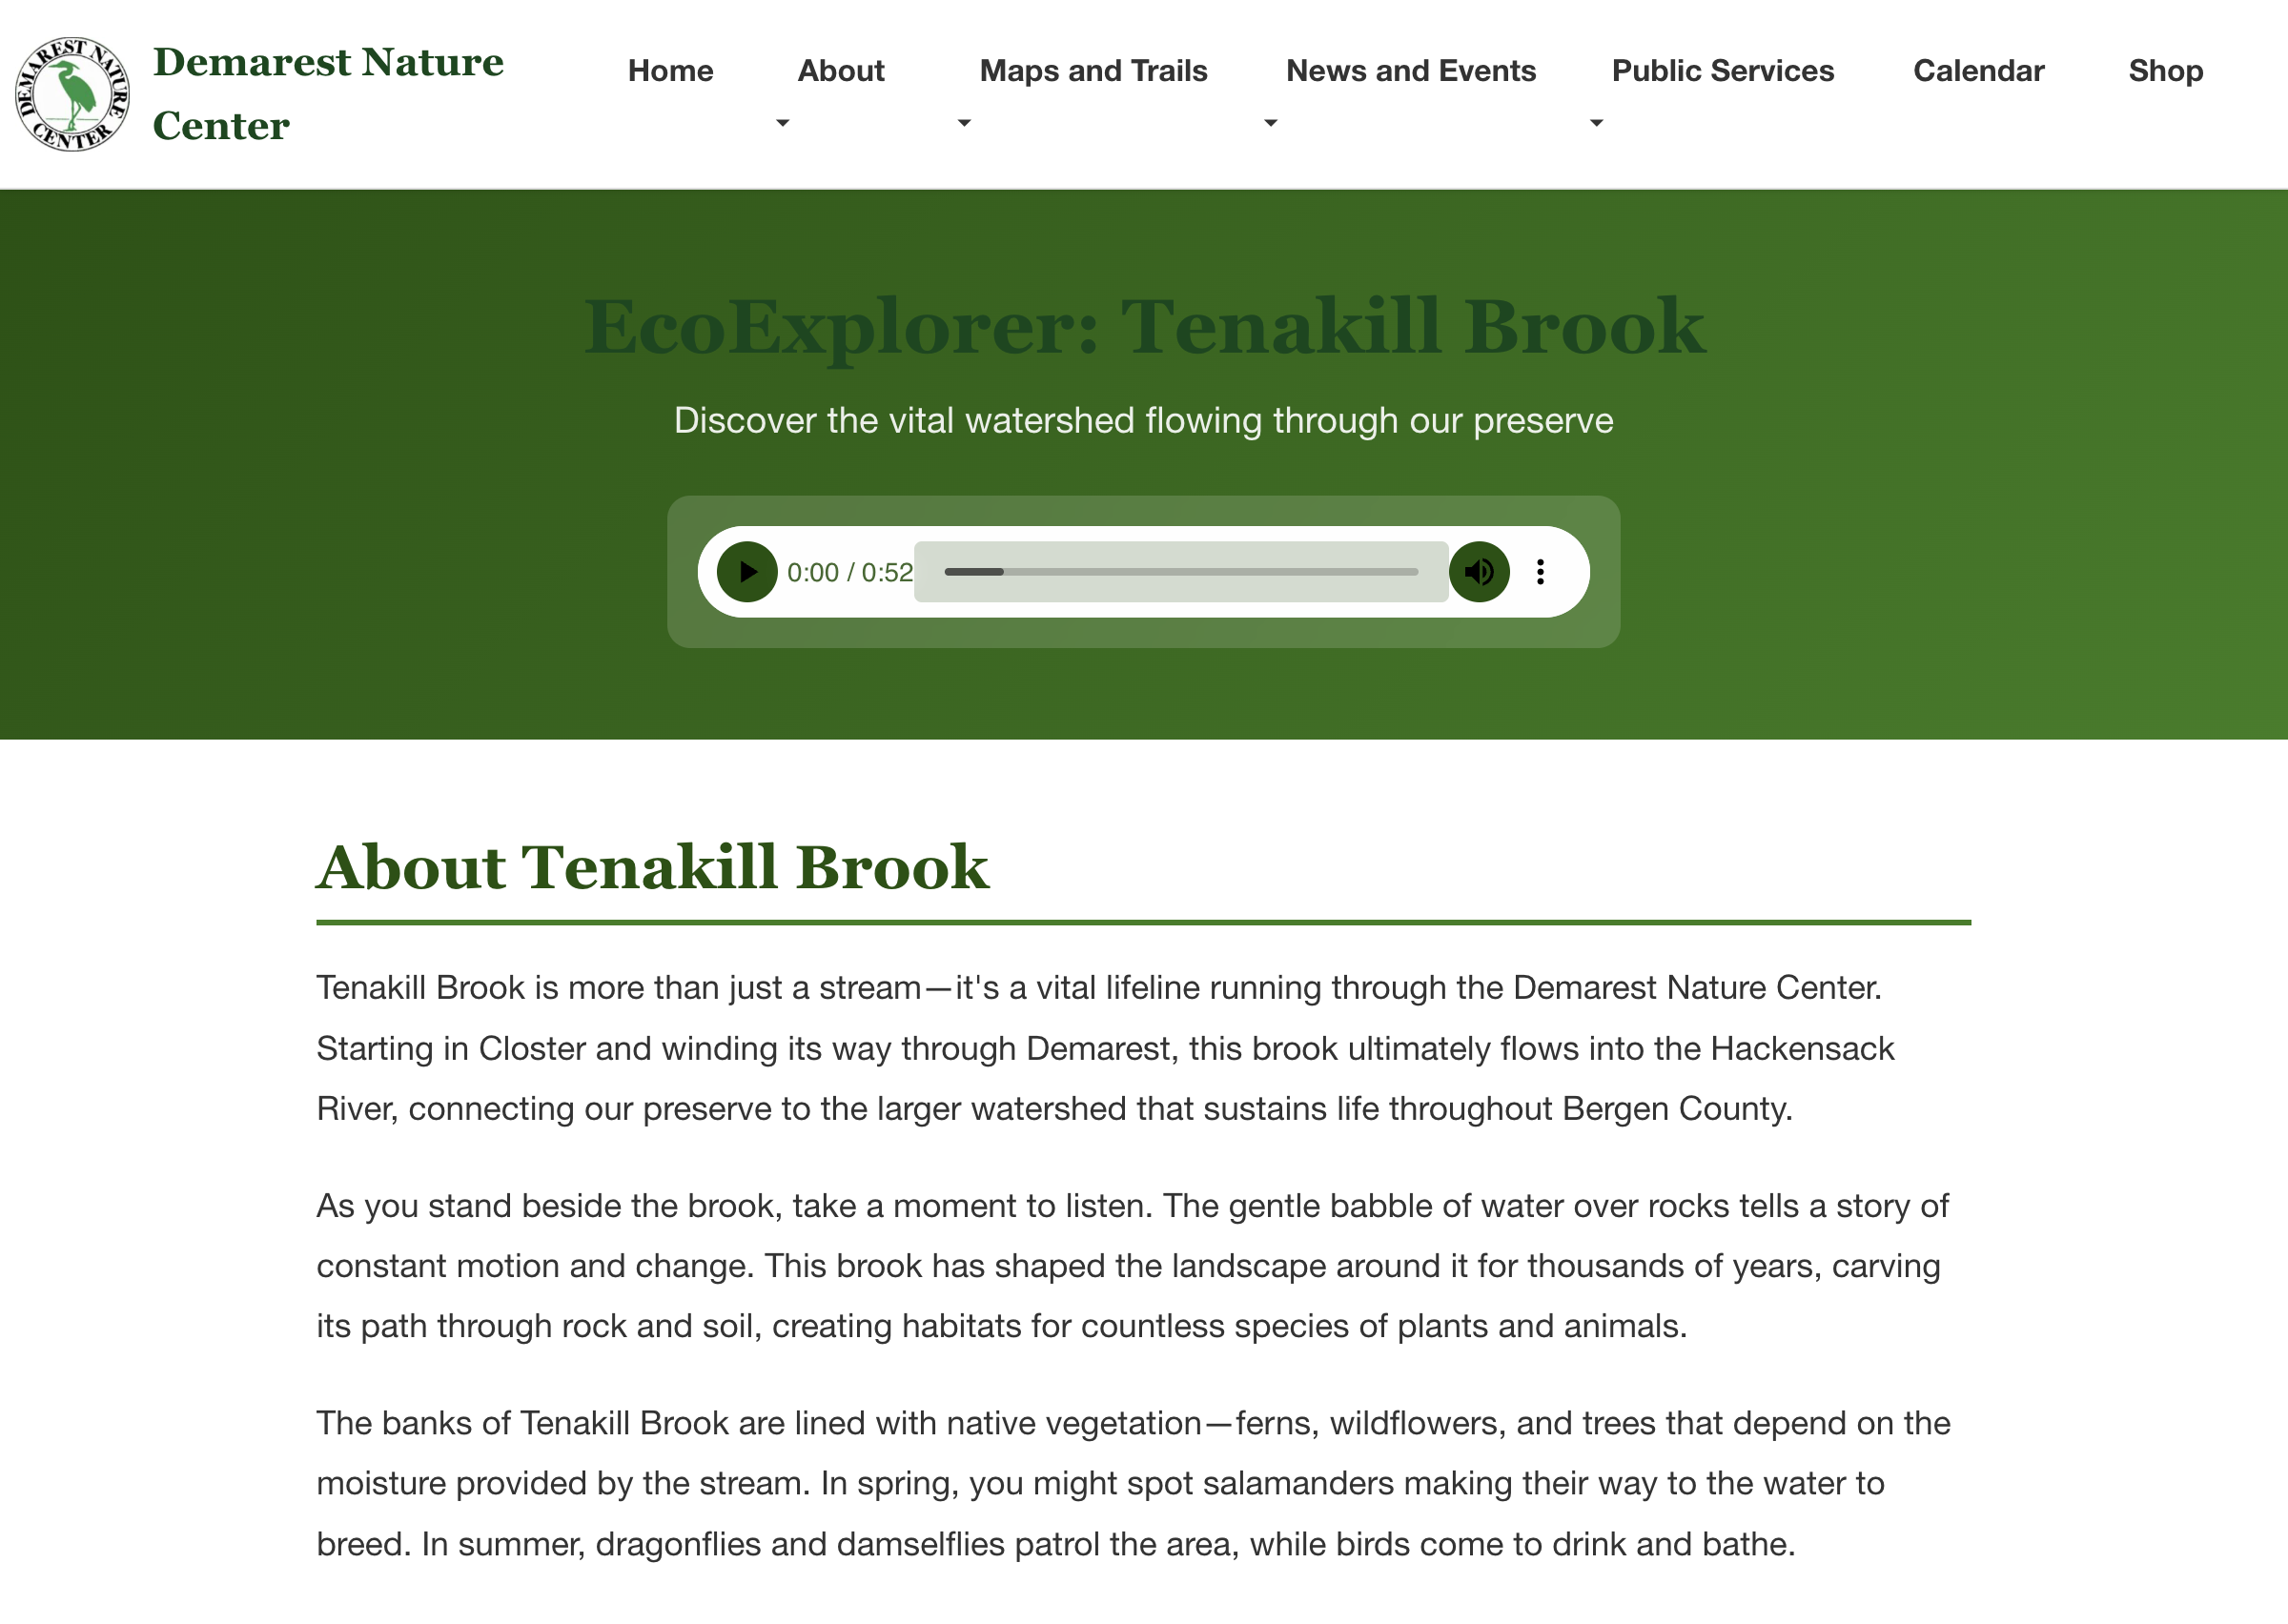 DEMAREST NATURE CENTER
Demarest Nature
Center
Home
About
Maps and Trails
News and Events
Public Services
Calendar
Shop
EcoExplorer: Tenakill Brook
Discover the vital watershed flowing through our preserve
0:00 / 0:52
About Tenakill Brook
Tenakill Brook is more than just a stream—it's a vital lifeline running through the Demarest Nature Center.
Starting in Closter and winding its way through Demarest, this brook ultimately flows into the Hackensack
River, connecting our preserve to the larger watershed that sustains life throughout Bergen County.
As you stand beside the brook, take a moment to listen. The gentle babble of water over rocks tells a story of
constant motion and change. This brook has shaped the landscape around it for thousands of years, carving
its path through rock and soil, creating habitats for countless species of plants and animals.
The banks of Tenakill Brook are lined with native vegetation—ferns, wildflowers, and trees that depend on the
moisture provided by the stream. In spring, you might spot salamanders making their way to the water to
breed. In summer, dragonflies and damselflies patrol the area, while birds come to drink and bathe.